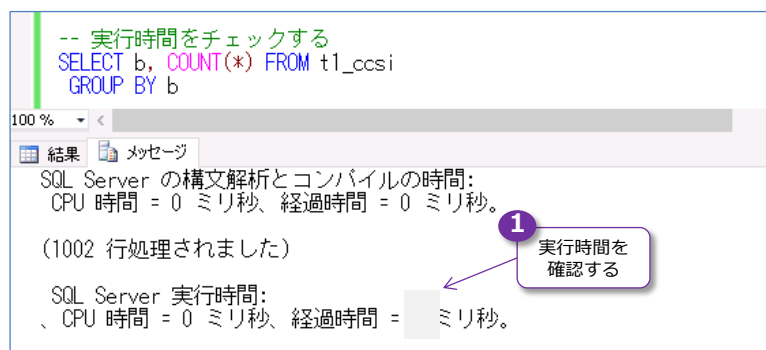 -- 実行時間をチェックする
SELECT b, COUNT(*) FROM t1_ccsi
GROUP BY b
100 %
結果 メッセージ
SQL Server の構文解析とコンパイルの時間:
CPU 時間 = 0 ミリ秒、経過時間 = 0 ミリ秒。
(1002 行処理されました)
1
実行時間を
確認する
SQL Server 実行時間:
、CPU 時間 = 0 ミリ秒、経過時間 = ミリ秒。